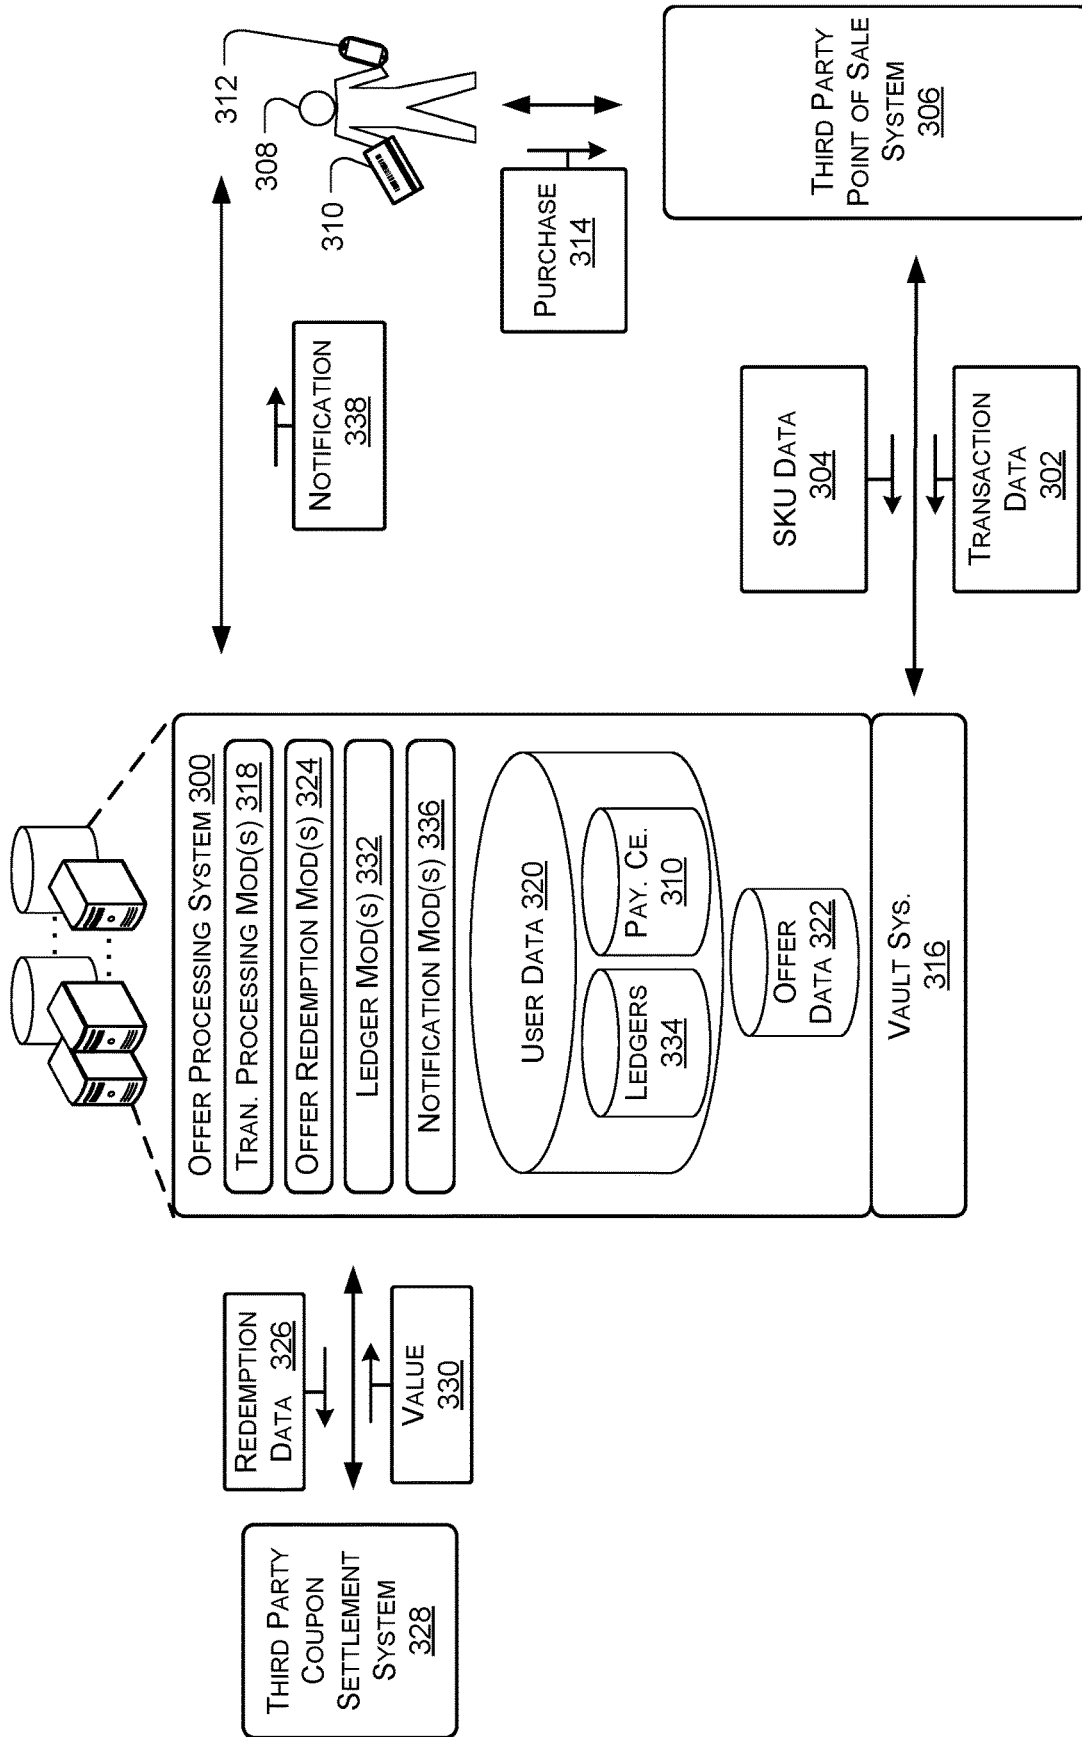 OFFER PROCESSING SYSTEM 300
TRAN. PROCESSING MOD(S) 318
OFFER REDEMPTION MOD(S) 324
LEDGER MOD(S) 332
NOTIFICATION MOD(S) 336
USER DATA 320
LEDGERS
334
PAY. CE.
310
OFFER
DATA 322
VAULT SYS.
316
THIRD PARTY
COUPON
SETTLEMENT
SYSTEM
328
REDEMPTION
DATA 326
VALUE
330
NOTIFICATION
338
312
308
310
PURCHASE
314
SKU DATA
304
TRANSACTION
DATA
302
THIRD PARTY
POINT OF SALE
SYSTEM
306